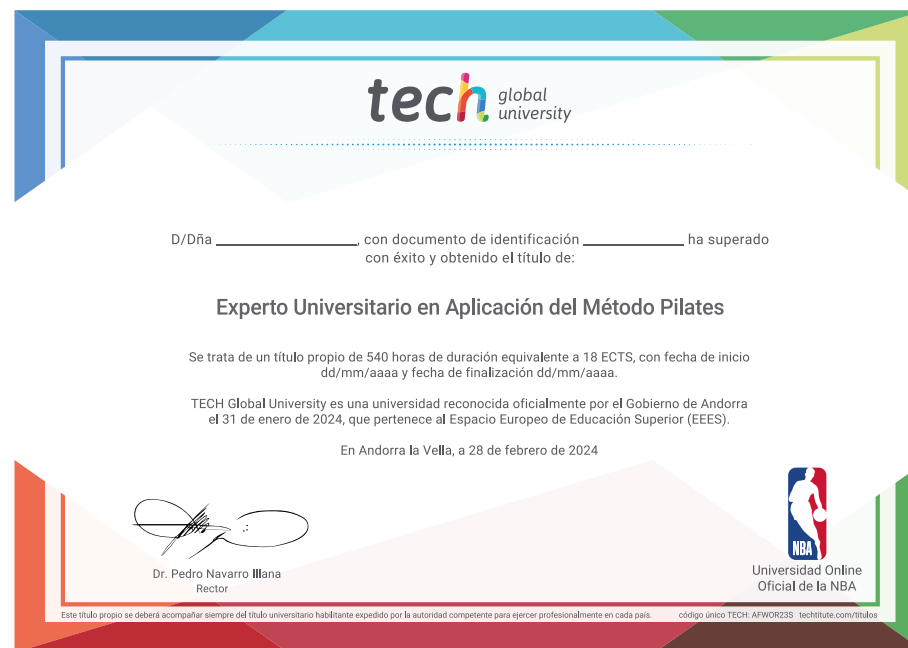 tech global university
D/Dña ____________________, con documento de identificación ______________ ha superado
con éxito y obtenido el título de:
Experto Universitario en Aplicación del Método Pilates
Se trata de un título propio de 540 horas de duración equivalente a 18 ECTS, con fecha de inicio
dd/mm/aaaa y fecha de finalización dd/mm/aaaa.
TECH Global University es una universidad reconocida oficialmente por el Gobierno de Andorra
el 31 de enero de 2024, que pertenece al Espacio Europeo de Educación Superior (EEES).
En Andorra la Vella, a 28 de febrero de 2024
Dr. Pedro Navarro Illana
Rector
NBA
Universidad Online
Oficial de la NBA
Este título propio se deberá acompañar siempre del título universitario habilitante expedido por la autoridad competente para ejercer profesionalmente en cada país.
código único TECH: AFWOR23S techtitute.com/titulos